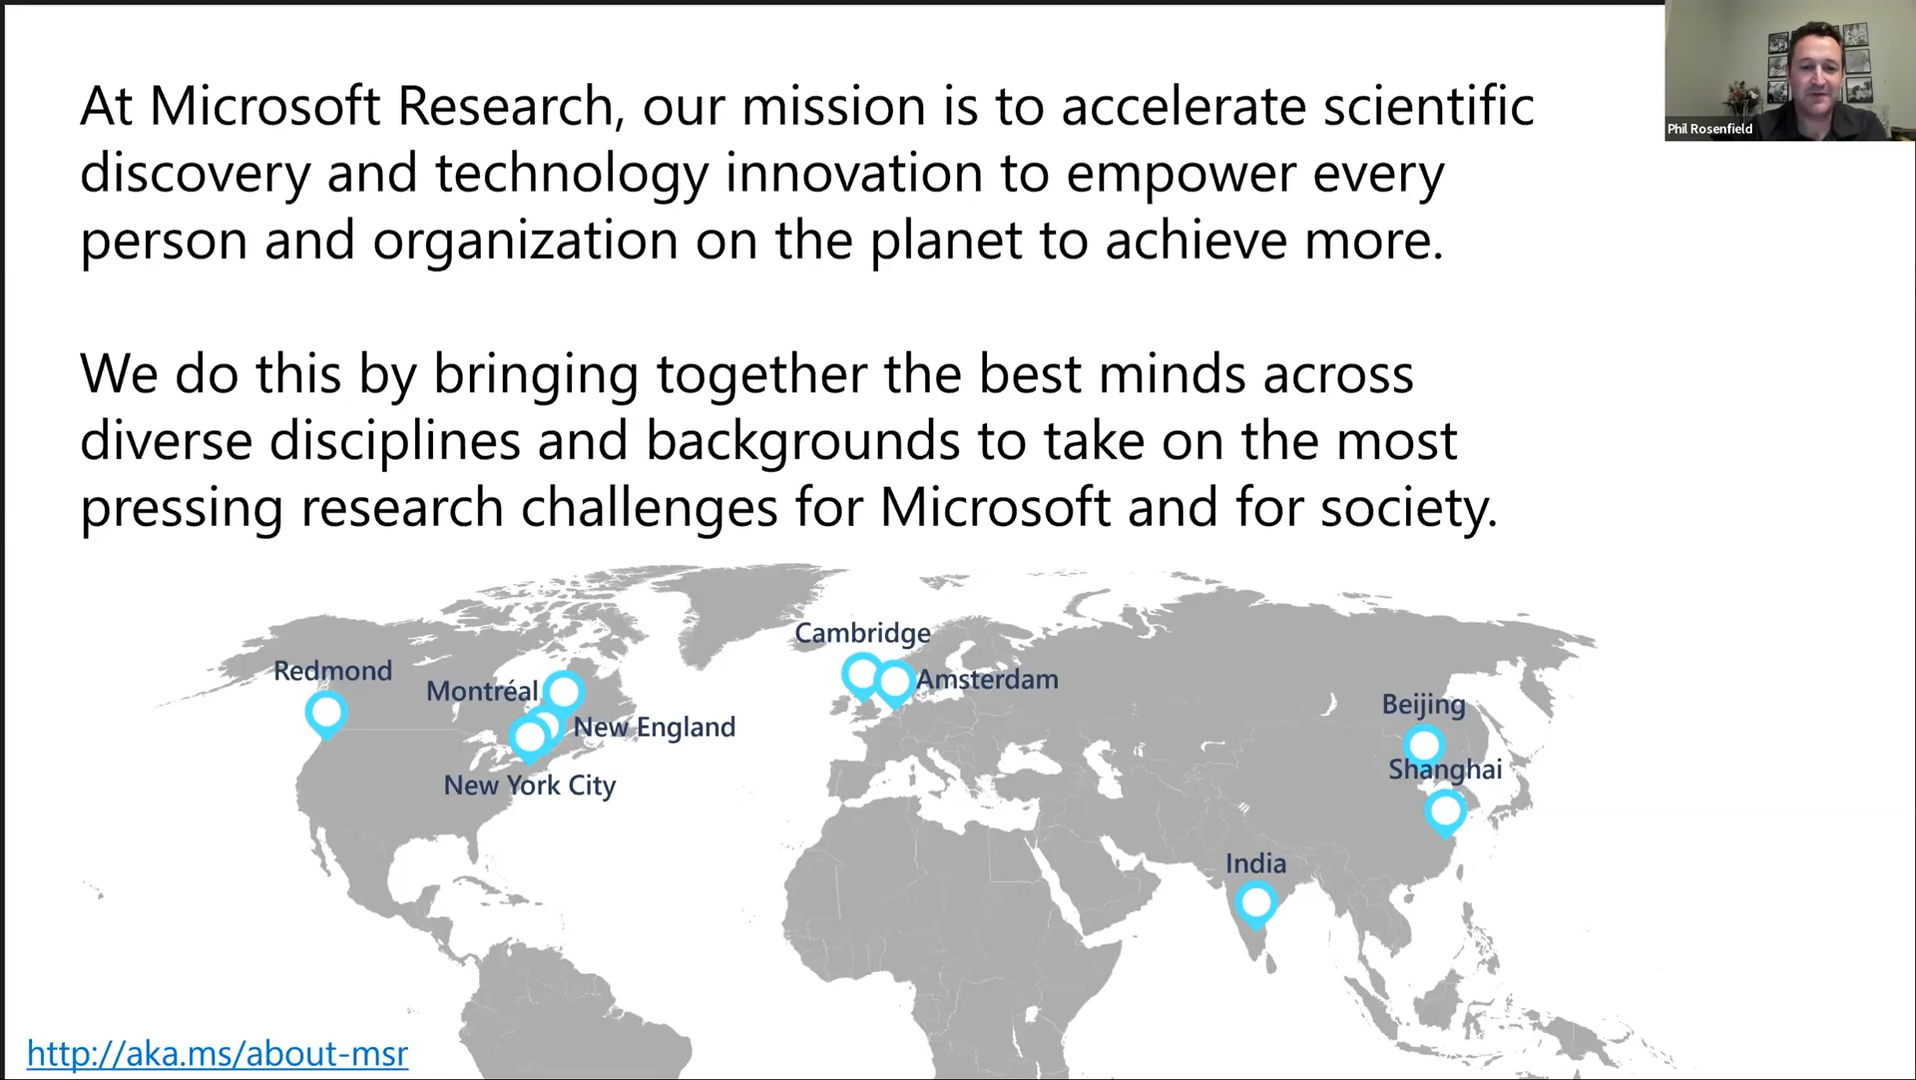 At Microsoft Research, our mission is to accelerate scientific
discovery and technology innovation to empower every
person and organization on the planet to achieve more.
We do this by bringing together the best minds across
diverse disciplines and backgrounds to take on the most
pressing research challenges for Microsoft and for society.
Phil Rosenfield
Cambridge
Redmond
Montréal
Amsterdam
New England
Beijing
New York City
Shanghai
India
http://aka.ms/about-msr